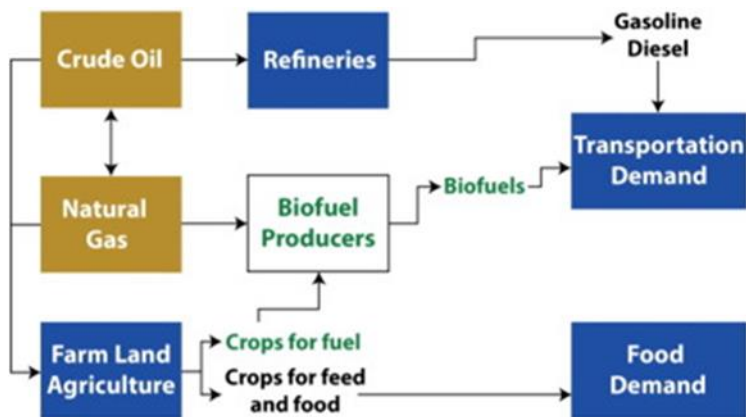 Crude Oil
Refineries
Gasoline
Diesel
Transportation
Demand
Natural
Gas
Biofuel
Producers
Biofuels
Farm Land
Agriculture
Crops for fuel
Crops for feed
and food
Food
Demand